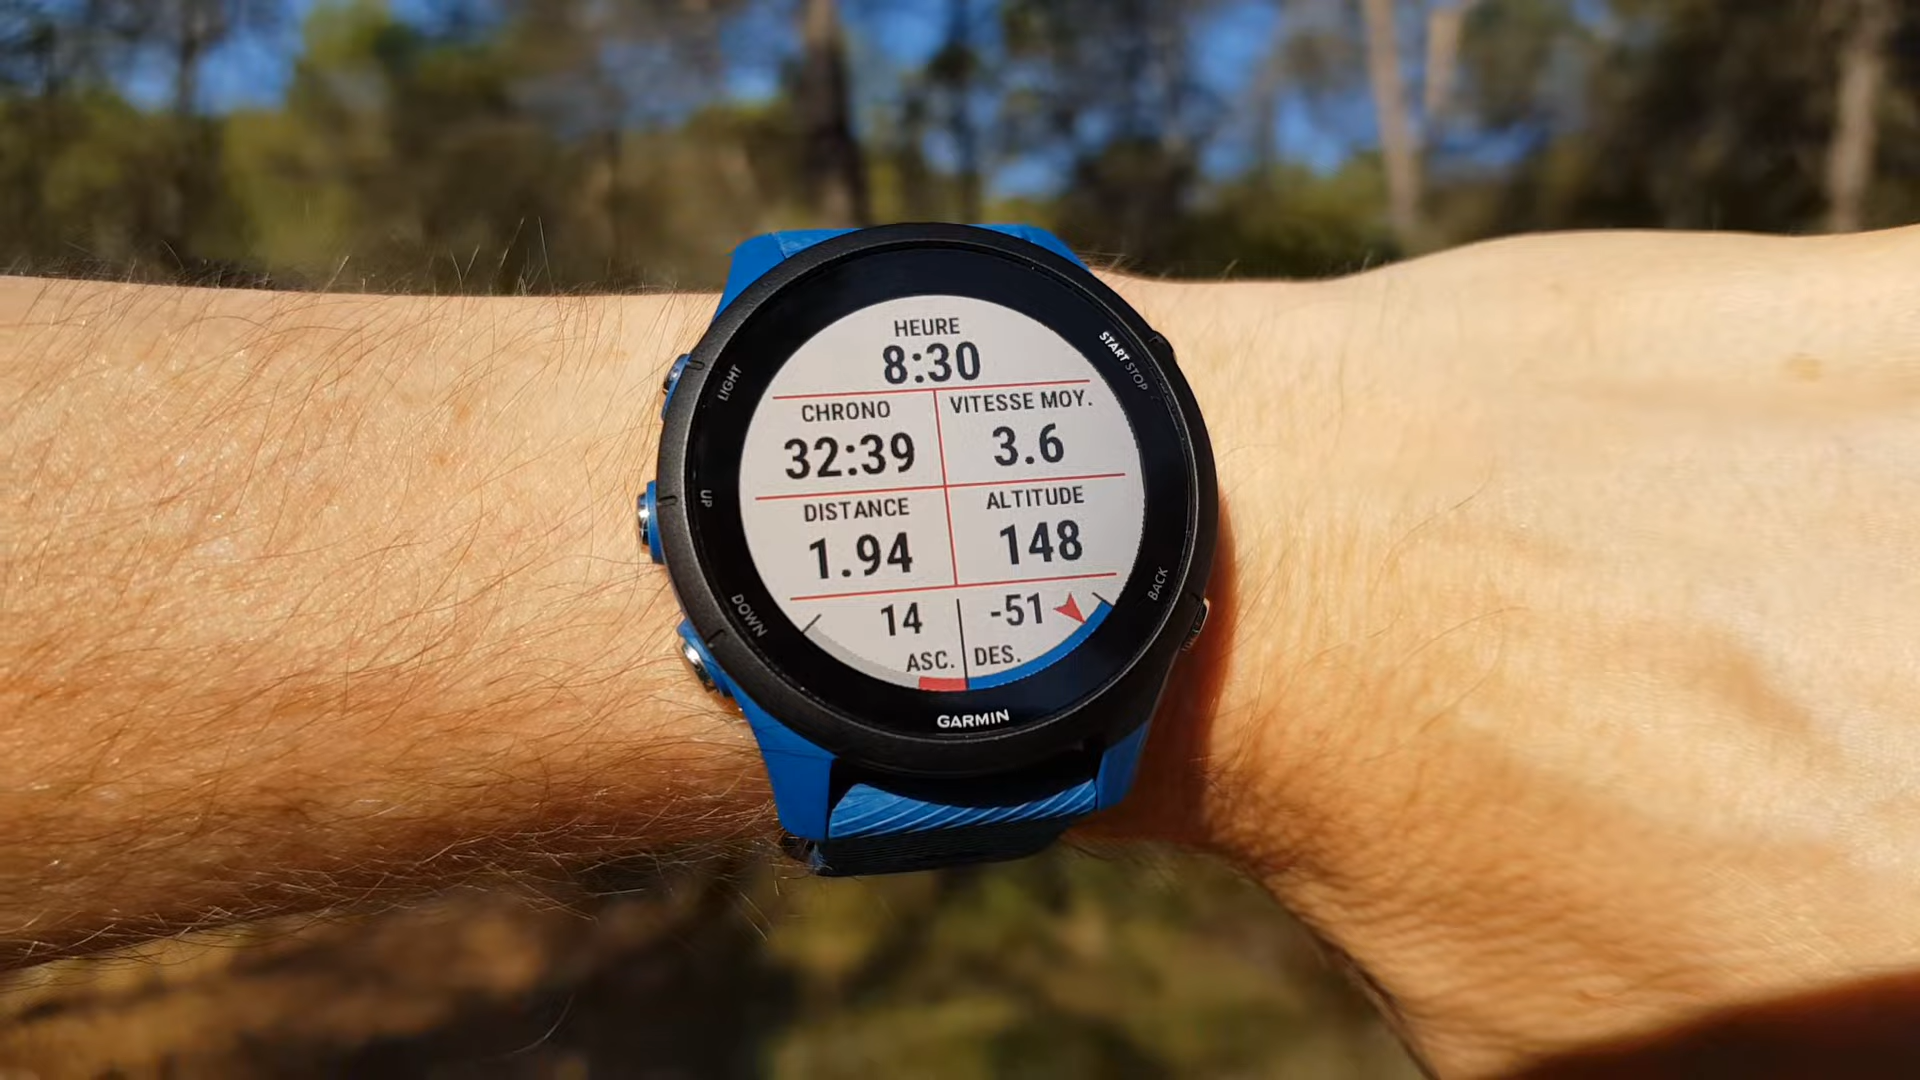 HEURE
8:30
CHRONO
VITESSE MOY.
32:39
3.6
DISTANCE
ALTITUDE
1.94
148
14
-51
ASC.
DES.
LIGHT
UP
DOWN
START STOP
BACK
GARMIN